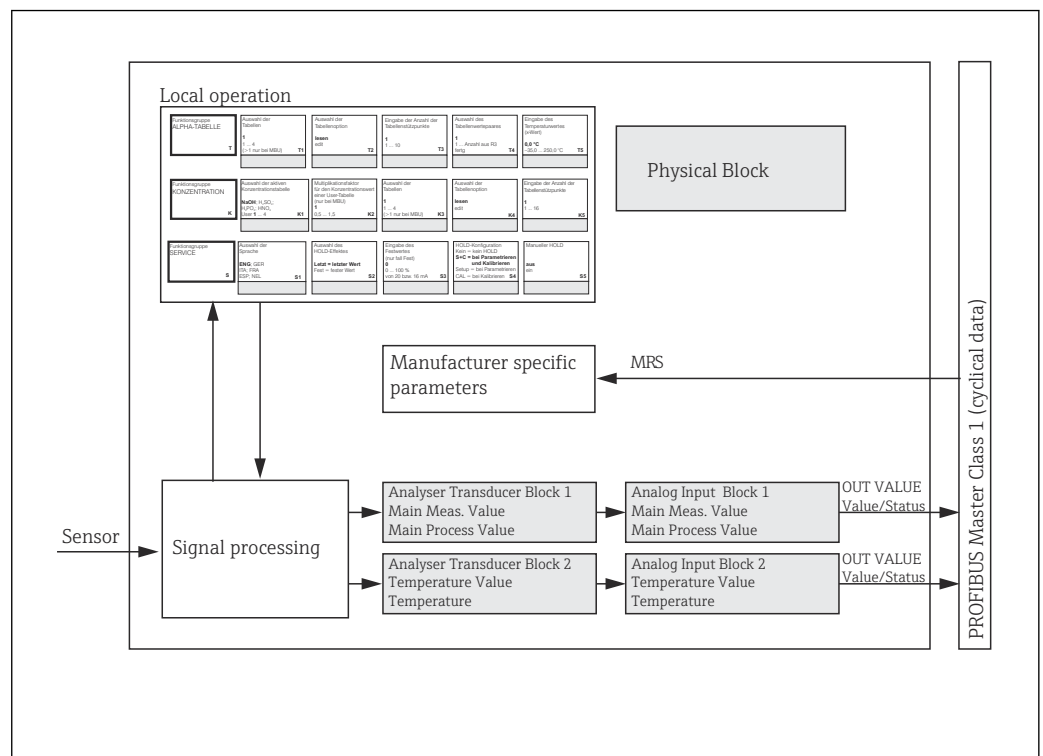 Local operation
Funktionsgruppe
ALPHA-TABELLE
T
Auswahl der
Tabellen
1
1 ... 4
(>1 nur bei MBU)
T1
Auswahl der
Tabellenoption
lesen
edit
T2
Eingabe der Anzahl der
Tabellenstützpunkte
1
1 ... 10
T3
Auswahl des
Tabellenwertepaares
1
1 ... Anzahl aus R3
fertig
T4
Eingabe des
Temperaturwertes
(x-Wert)
0,0 °C
-35,0 ... 250,0 °C
T5
Funktionsgruppe
KONZENTRATION
K
Auswahl der aktiven
Konzentrationstabelle
NaOH; H2SO4;
H3PO4; HNO3
User 1 ... 4
K1
Multiplikationsfaktor
für den Konzentrationswert
einer User-Tabelle
(nur bei MBU)
1
0,5 ... 1,5
K2
Auswahl der
Tabellen
1
1 ... 4
(>1 nur bei MBU)
K3
Auswahl der
Tabellenoption
lesen
edit
K4
Eingabe der Anzahl der
Tabellenstützpunkte
1
1 ... 16
K5
Funktionsgruppe
SERVICE
S
Auswahl der
Sprache
ENG; GER
ITA; FRA
ESP; NEL
S1
Auswahl des
HOLD-Effektes
Letzt = letzter Wert
Fest = fester Wert
S2
Eingabe des
Festwertes
(nur fall Fest)
0
0 ... 100 %
von 20 bzw. 16 mA
S3
HOLD-Konfiguration
Kein = kein HOLD
S+C = bei Parametrieren
und Kalibrieren
Setup = bei Parametrieren
CAL = bei Kalibrieren
S4
Manueller HOLD
aus
ein
S5
Physical Block
Manufacturer specific
parameters
MRS
Sensor
Signal processing
Analyser Transducer Block 1
Main Meas. Value
Main Process Value
Analog Input Block 1
Main Meas. Value
Main Process Value
OUT VALUE
Value/Status
Analyser Transducer Block 2
Temperature Value
Temperature
Analog Input Block 2
Temperature Value
Temperature
OUT VALUE
Value/Status
PROFIBUS Master Class 1 (cyclical data)